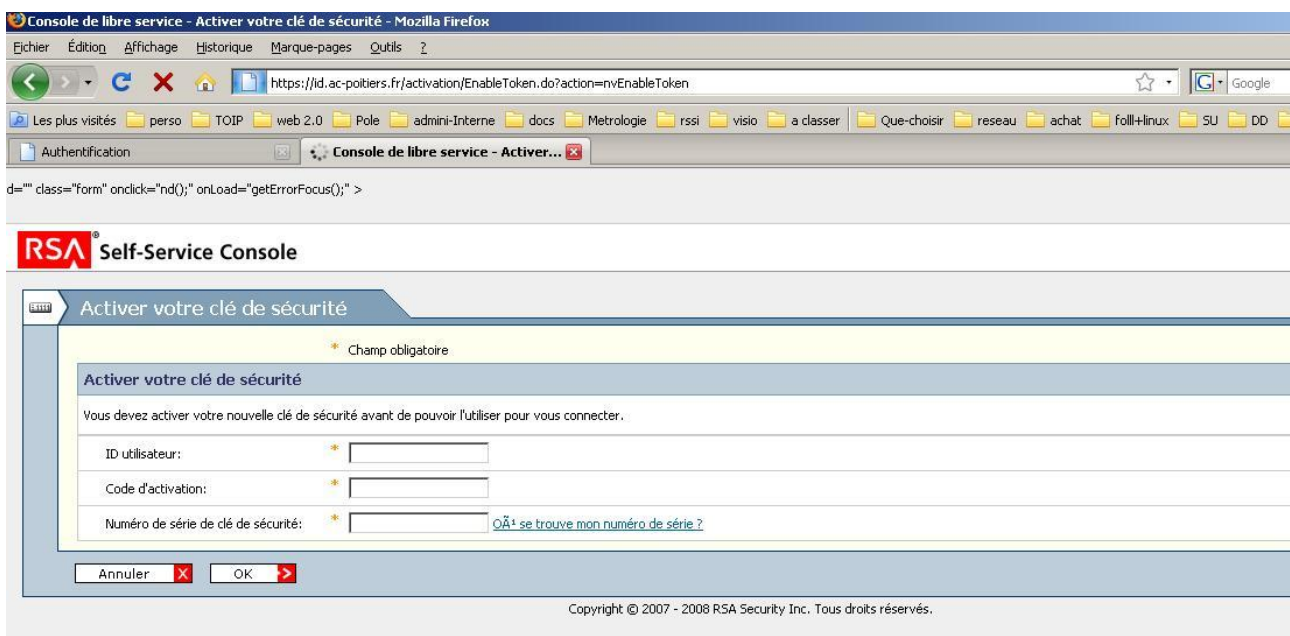 Console de libre service - Activer votre clé de sécurité - Mozilla Firefox
Fichier Édition Affichage Historique Marque-pages Outils ?
https://id.ac-poitiers.fr/activation/EnableToken.do?action=nvEnableToken G Google
Les plus visités perso TOIP web 2.0 Pole admini-Interne docs Metrologie rssi visio a classer Que-choisir reseau achat folll+linux SU DD
Authentification Console de libre service - Activer...
d="" class="form" onclick="nd();" onLoad="getErrorFocus();" >
RSA® Self-Service Console
Activer votre clé de sécurité
* Champ obligatoire
Activer votre clé de sécurité
Vous devez activer votre nouvelle clé de sécurité avant de pouvoir l'utiliser pour vous connecter.
ID utilisateur: *
Code d'activation: *
Numéro de série de clé de sécurité: * OÃ¹ se trouve mon numéro de série ?
Annuler X OK >
Copyright © 2007 - 2008 RSA Security Inc. Tous droits réservés.